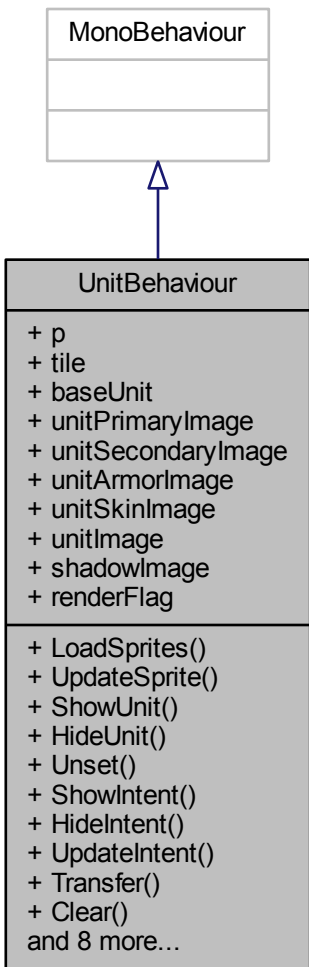 MonoBehaviour
UnitBehaviour
+ p
+ tile
+ baseUnit
+ unitPrimaryImage
+ unitSecondaryImage
+ unitArmorImage
+ unitSkinImage
+ unitImage
+ shadowImage
+ renderFlag
+ LoadSprites()
+ UpdateSprite()
+ ShowUnit()
+ HideUnit()
+ Unset()
+ ShowIntent()
+ HideIntent()
+ UpdateIntent()
+ Transfer()
+ Clear()
and 8 more...